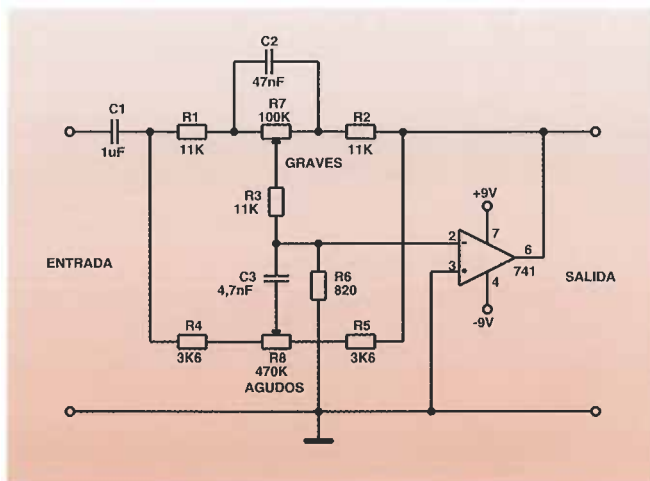 C2
47nF
C1
1uF
R1
11K
R7
100K
R2
11K
GRAVES
R3
11K
+9V
7
2
-
6
3
+
4
741
-9V
ENTRADA
C3
4,7nF
R6
820
SALIDA
R4
3K6
R8
470K
R5
3K6
AGUDOS